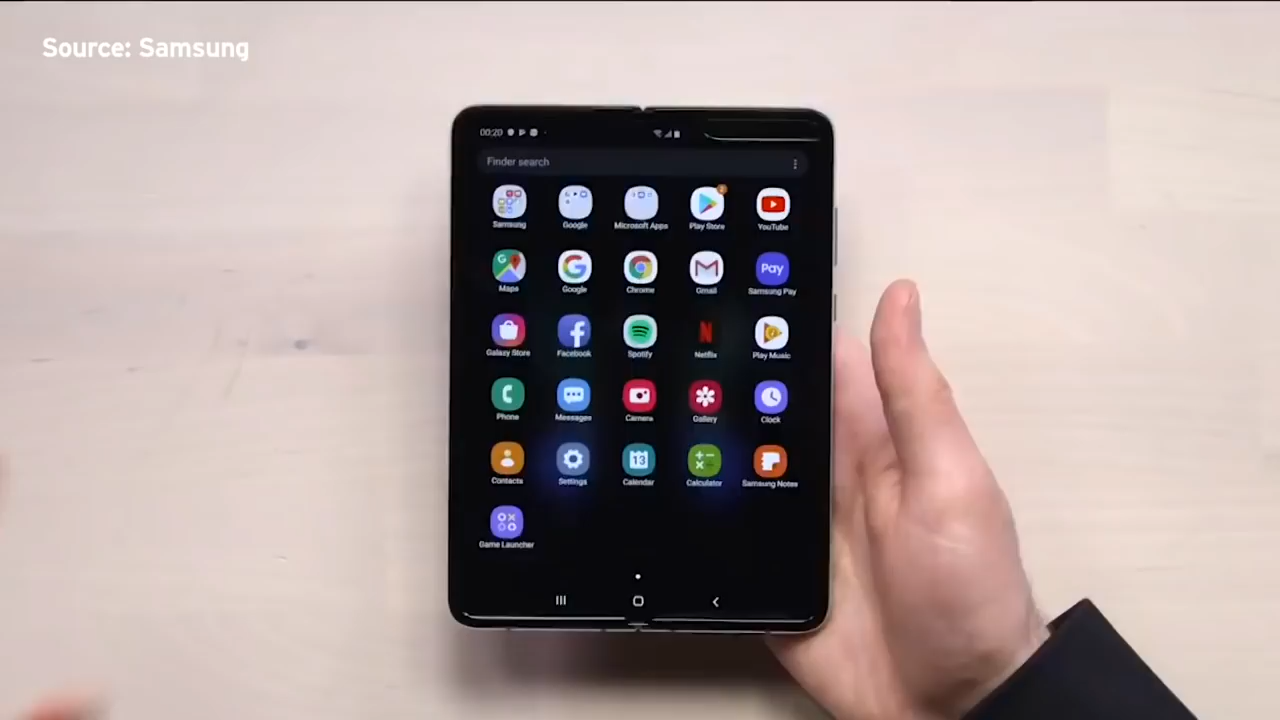 Source: Samsung
00:20
Finder search
Samsung
Google
Microsoft Apps
Play Store
YouTube
Maps
Google
Chrome
Gmail
Pay
Samsung Pay
Galaxy Store
Facebook
Spotify
Netflix
Play Music
Phone
Messages
Camera
Gallery
Clock
13
Contacts
Settings
Calendar
Calculator
Samsung Notes
Game Launcher